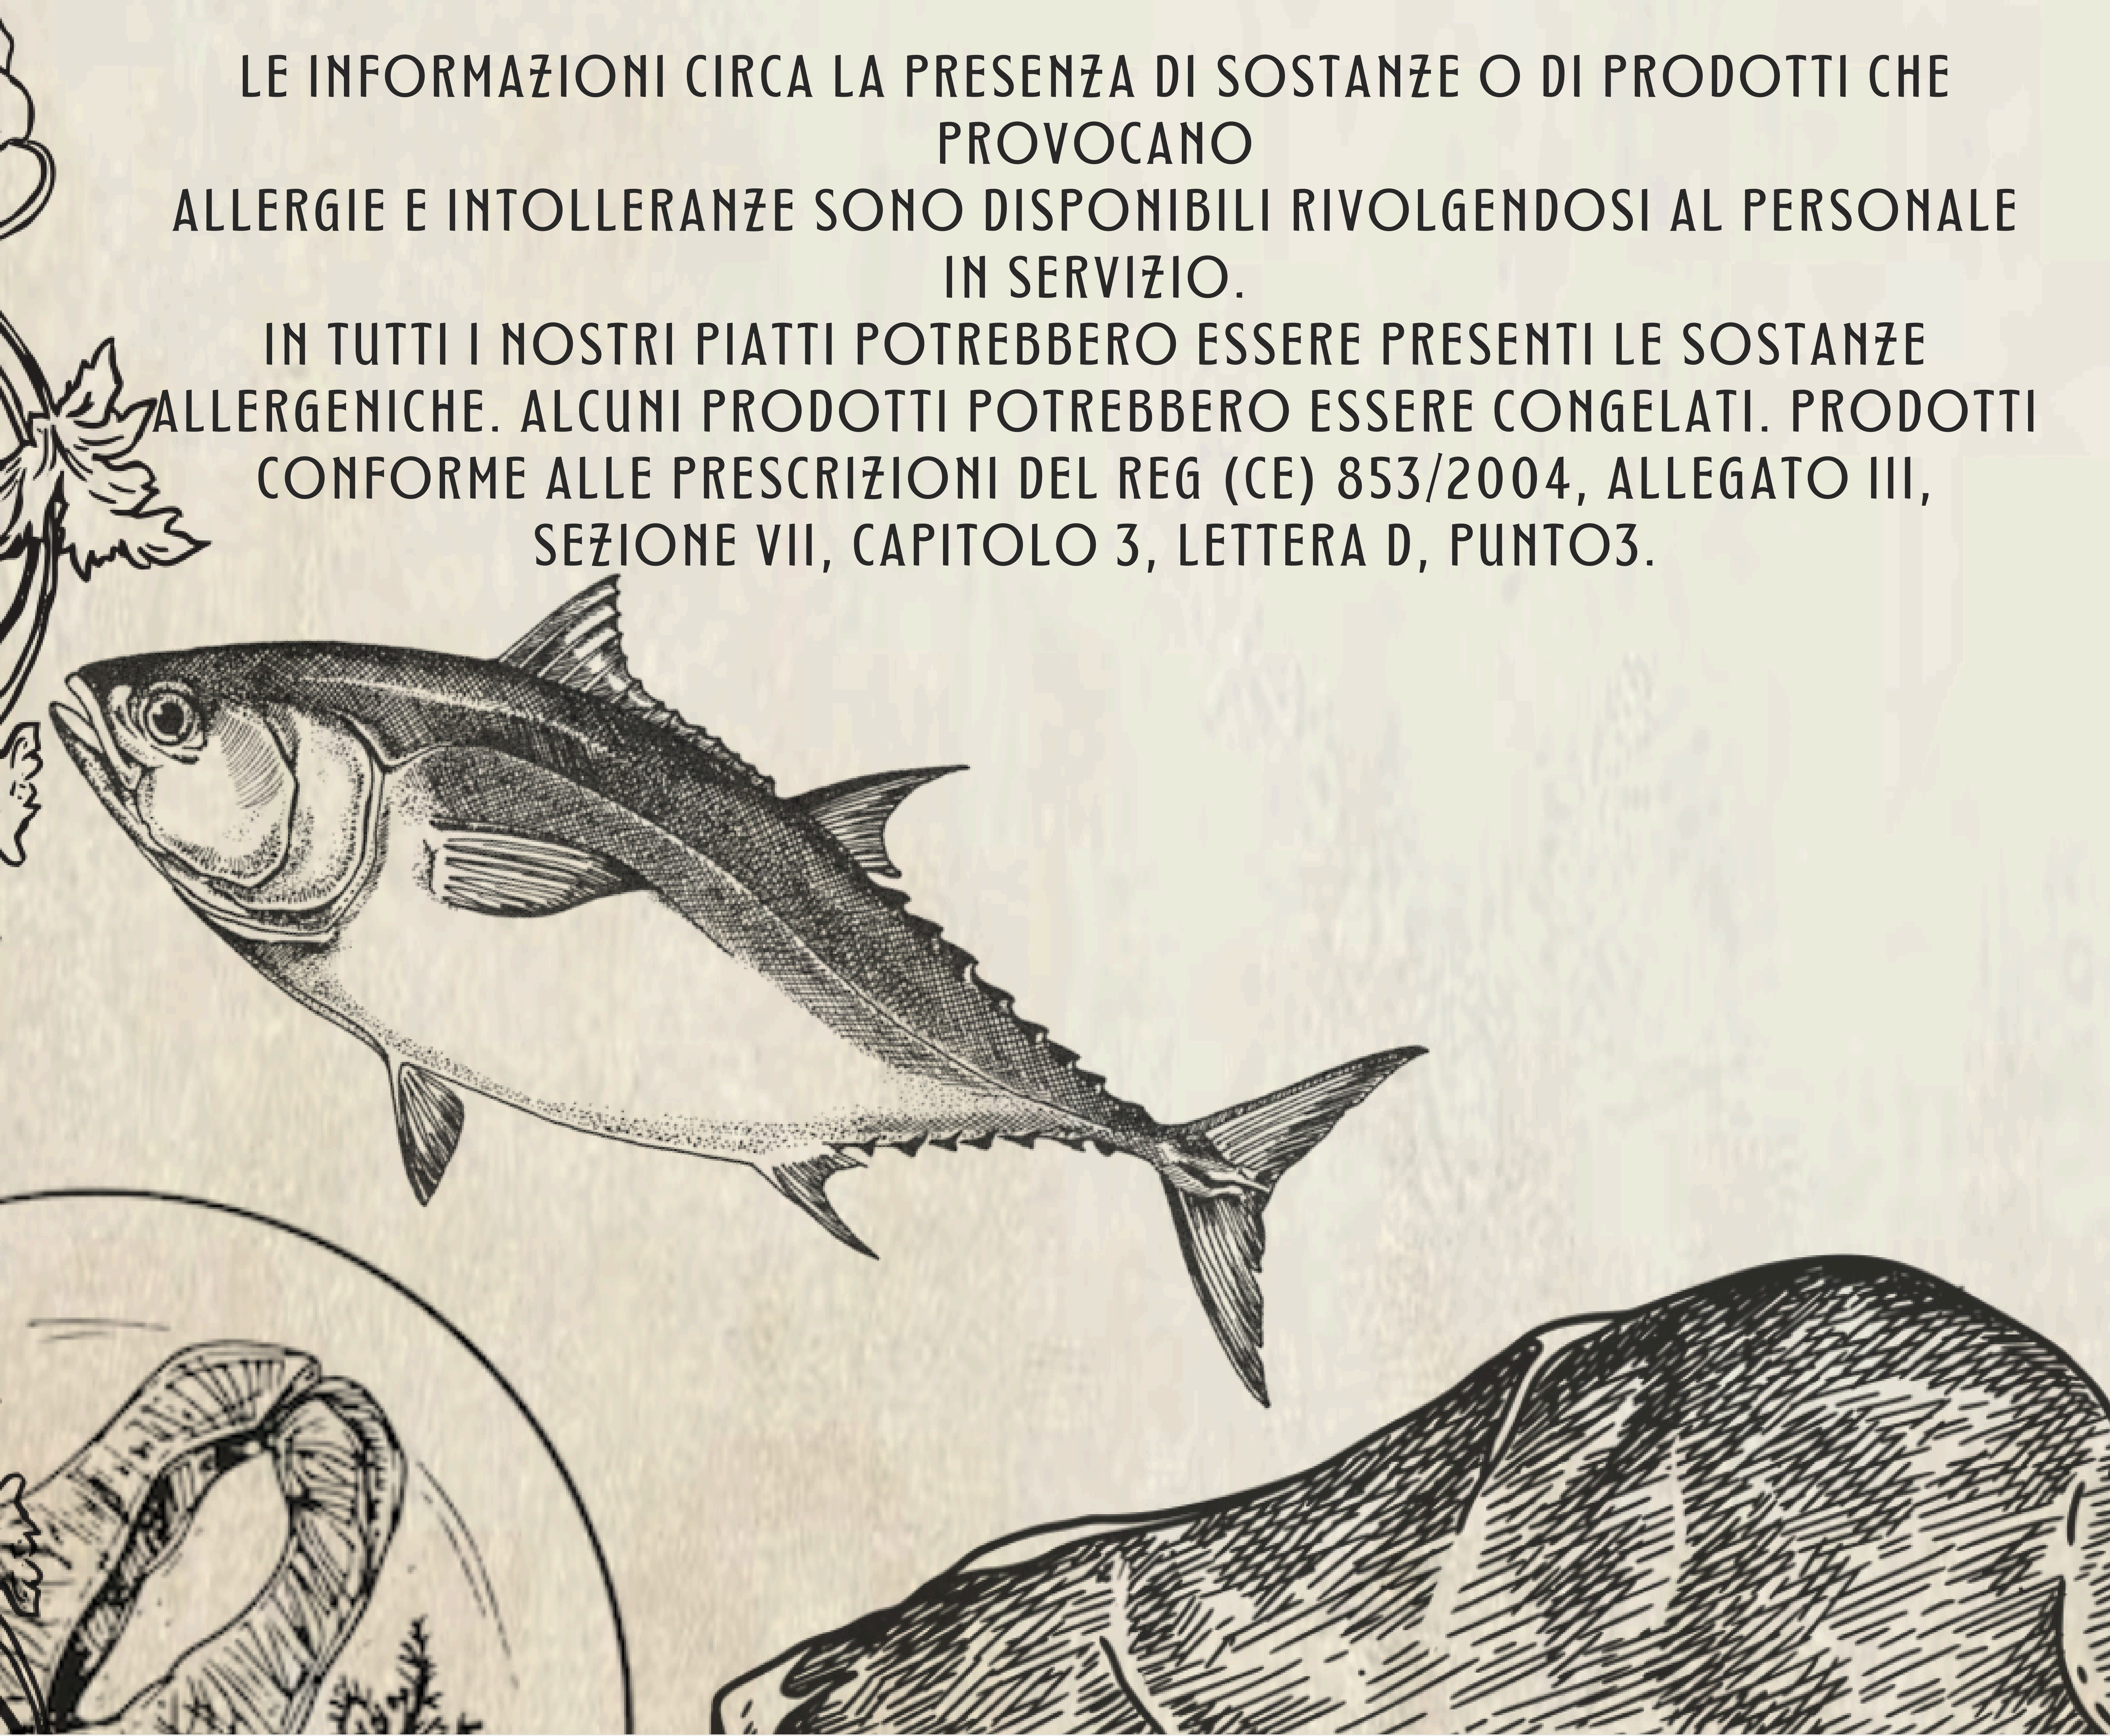 LE INFORMAZIONI CIRCA LA PRESENZA DI SOSTANZE O DI PRODOTTI CHE
PROVOCANO
ALLERGIE E INTOLLERANZE SONO DISPONIBILI RIVOLGENDOSI AL PERSONALE
IN SERVIZIO.
IN TUTTI I NOSTRI PIATTI POTREBBERO ESSERE PRESENTI LE SOSTANZE
ALLERGENICHE. ALCUNI PRODOTTI POTREBBERO ESSERE CONGELATI. PRODOTTI
CONFORME ALLE PRESCRIZIONI DEL REG (CE) 853/2004, ALLEGATO III,
SEZIONE VII, CAPITOLO 3, LETTERA D, PUNTO3.